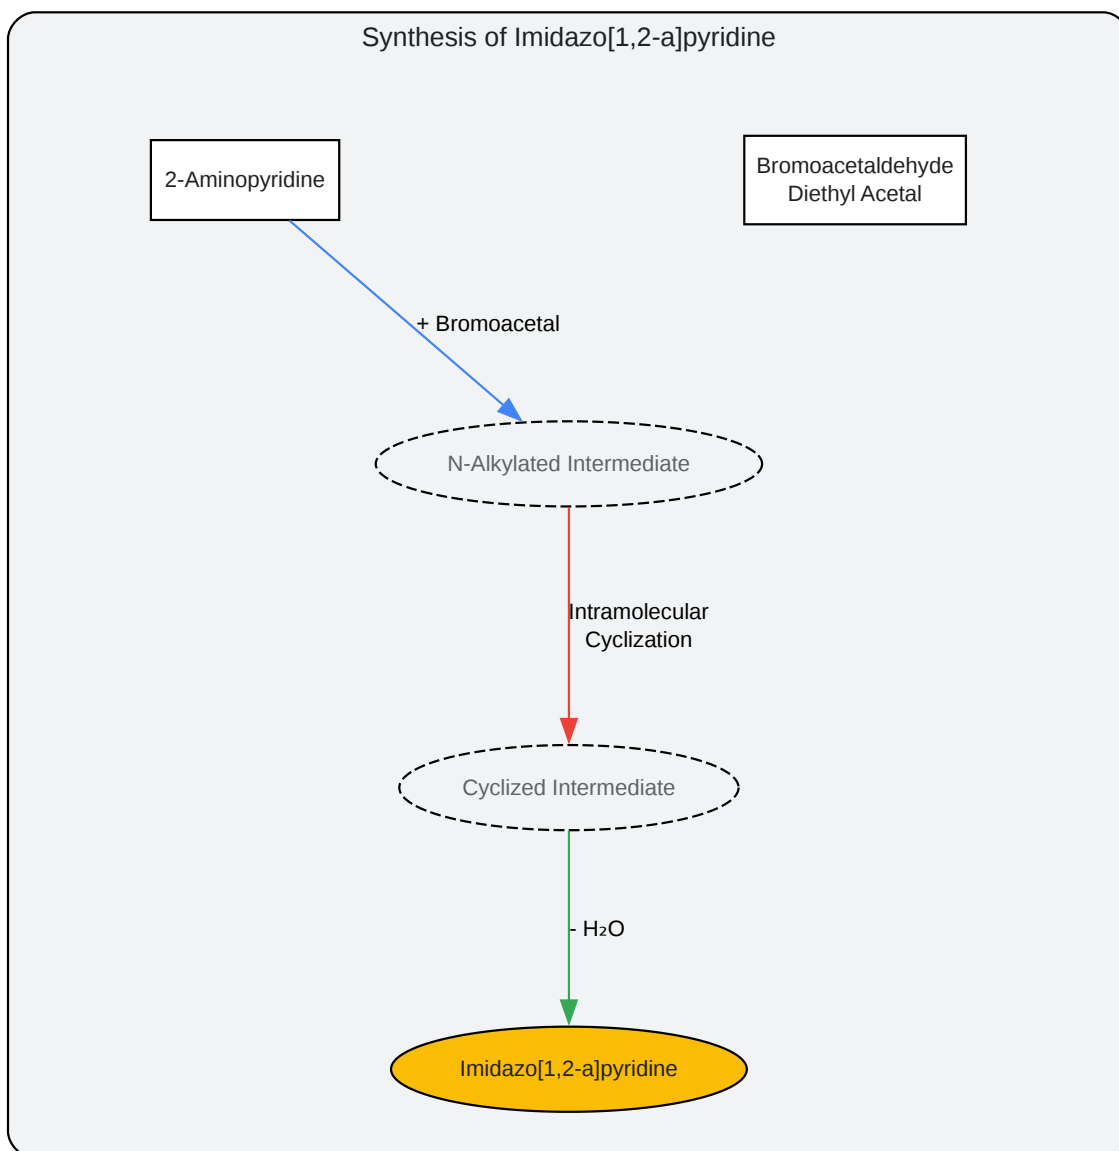 Synthesis of Imidazo[1,2-a]pyridine
2-Aminopyridine
Bromoacetaldehyde
Diethyl Acetal
+ Bromoacetal
N-Alkylated Intermediate
Intramolecular
Cyclization
Cyclized Intermediate
- H₂O
Imidazo[1,2-a]pyridine